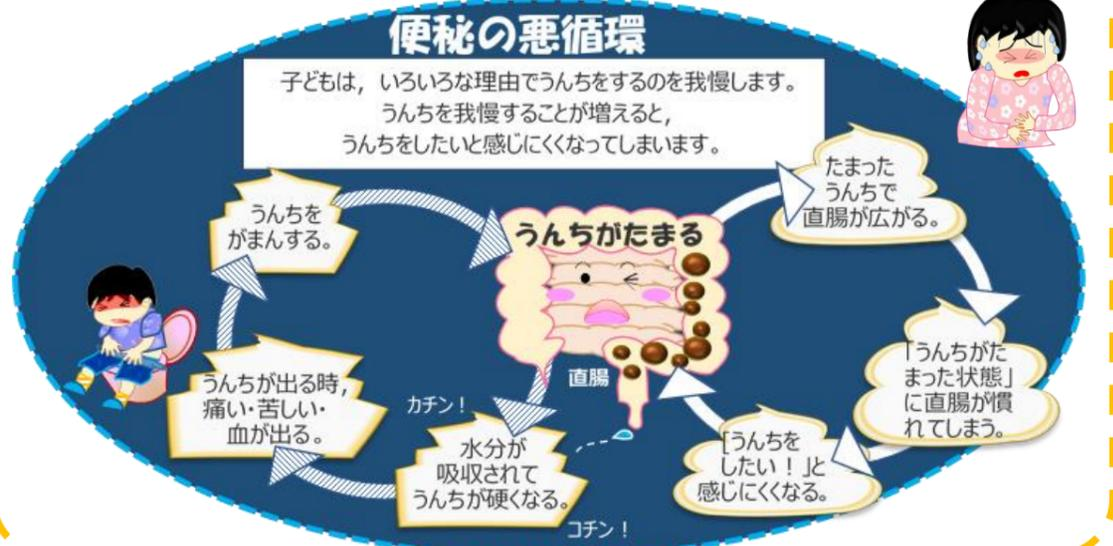 便秘の悪循環
子どもは，いろいろな理由でうんちをするのを我慢します。
うんちを我慢することが増えると，
うんちをしたいと感じにくくなってしまいます。
うんちを
がまんする。
うんちがたまる
たまった
うんちで
直腸が広がる。
「うんちがた
まった状態」
に直腸が慣
れてしまう。
[うんちを
したい！」と
感じにくくなる。
直腸
カチン！
水分が
吸収されて
うんちが硬くなる。
コチン！
うんちが出る時，
痛い・苦しい・
血が出る。